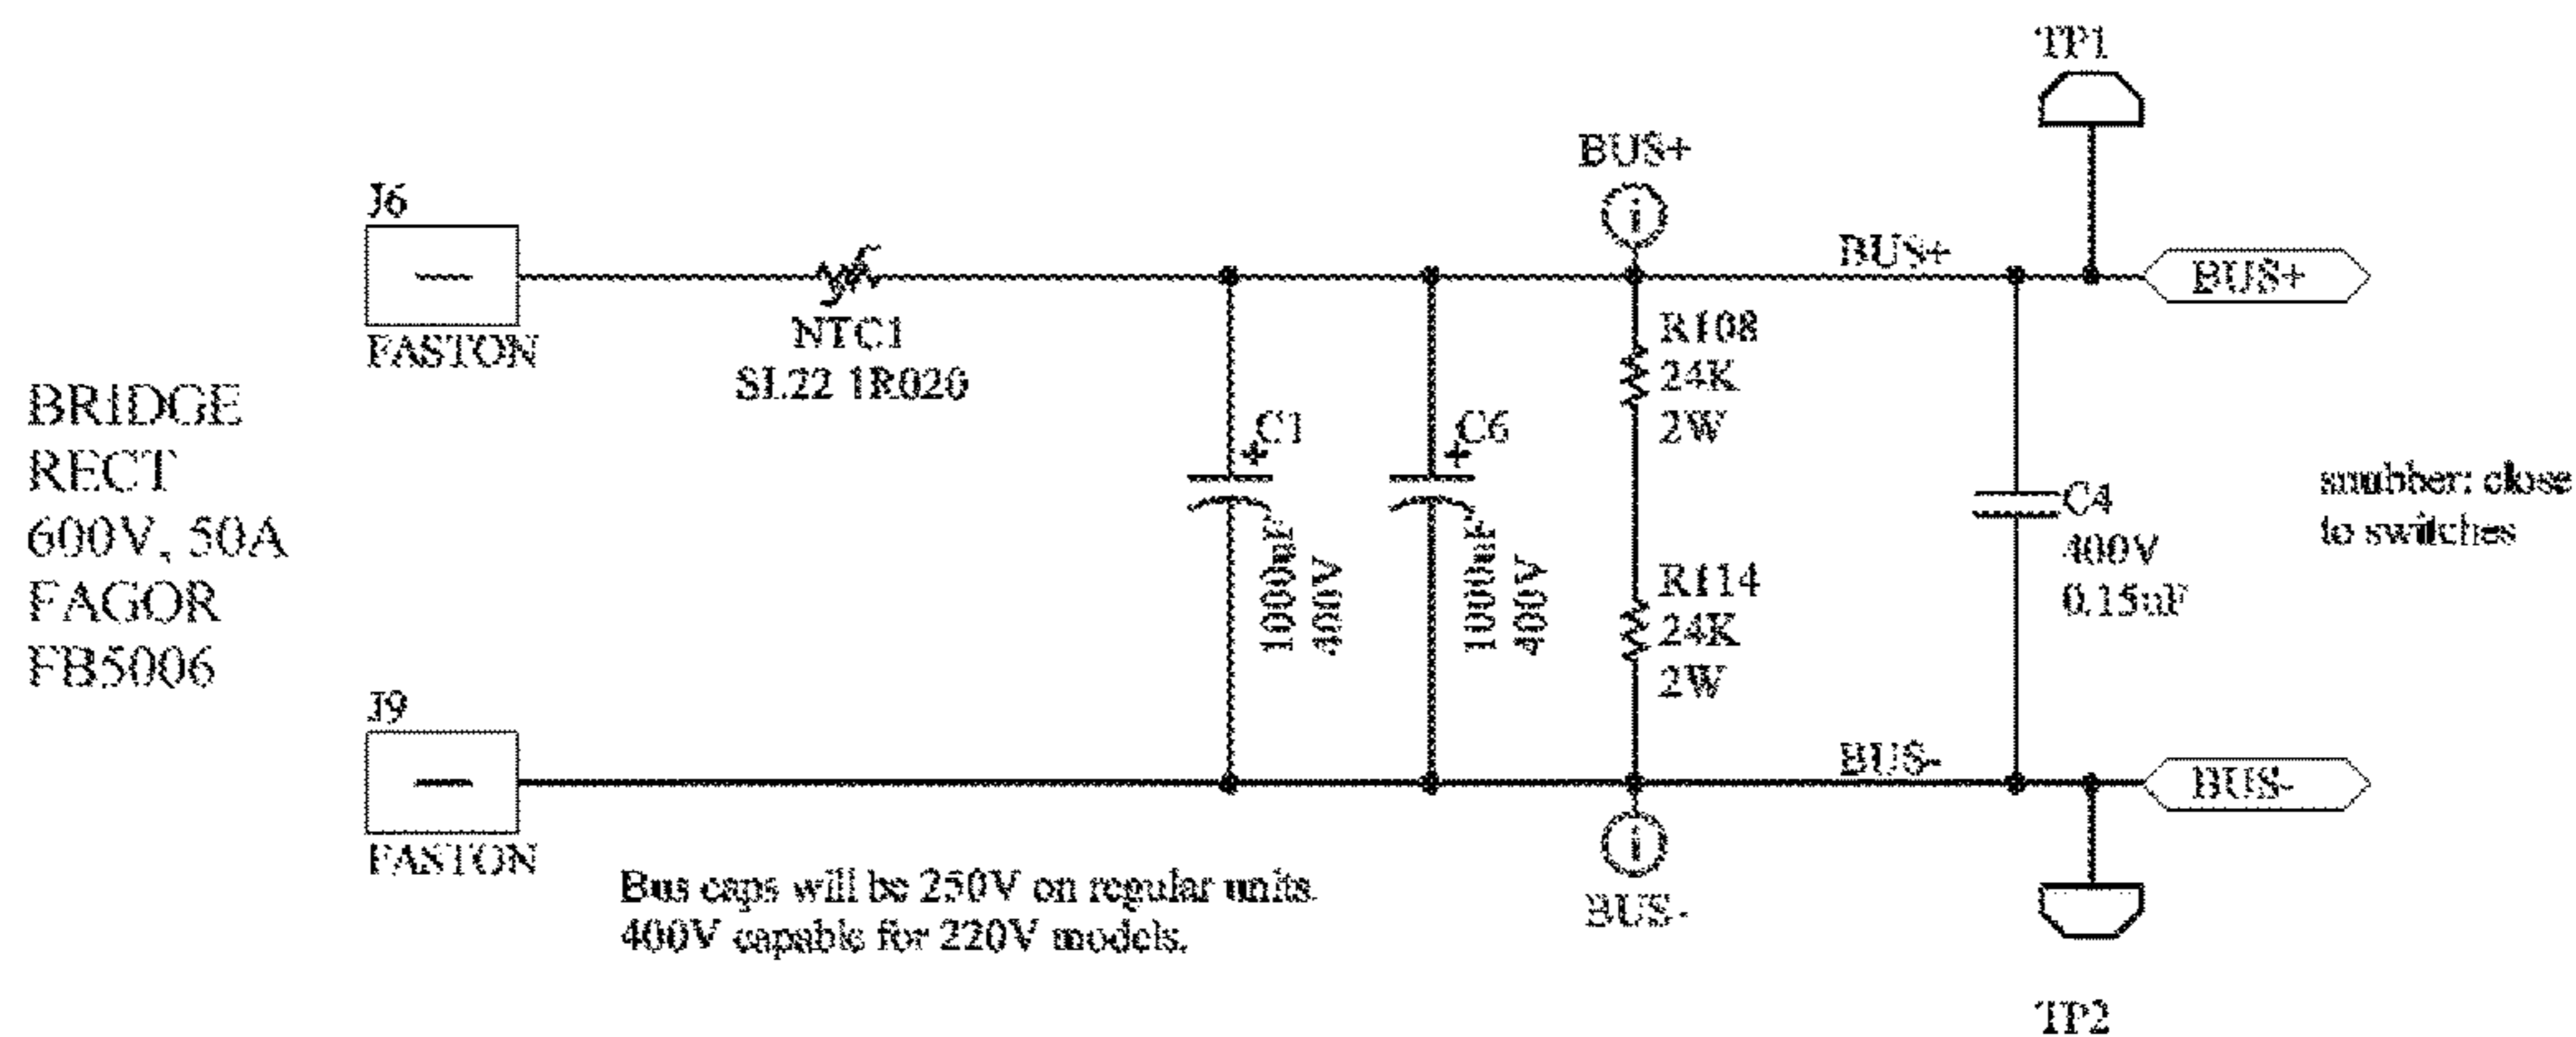 TP1
BUS+
i
J6
BUS+
BUS+
FASTON
NTC1
SL22 1R020
R108
24K
2W
BRIDGE
RECT
600V, 50A
FAGOR
FB5006
+
C1
1000uF
400V
+
C6
1000uF
400V
C4
400V
0.15uF
snubber: close
to switches
R114
24K
2W
J9
BUS-
BUS-
FASTON
i
BUS-
Bus caps will be 250V on regular units.
400V capable for 220V models.
TP2